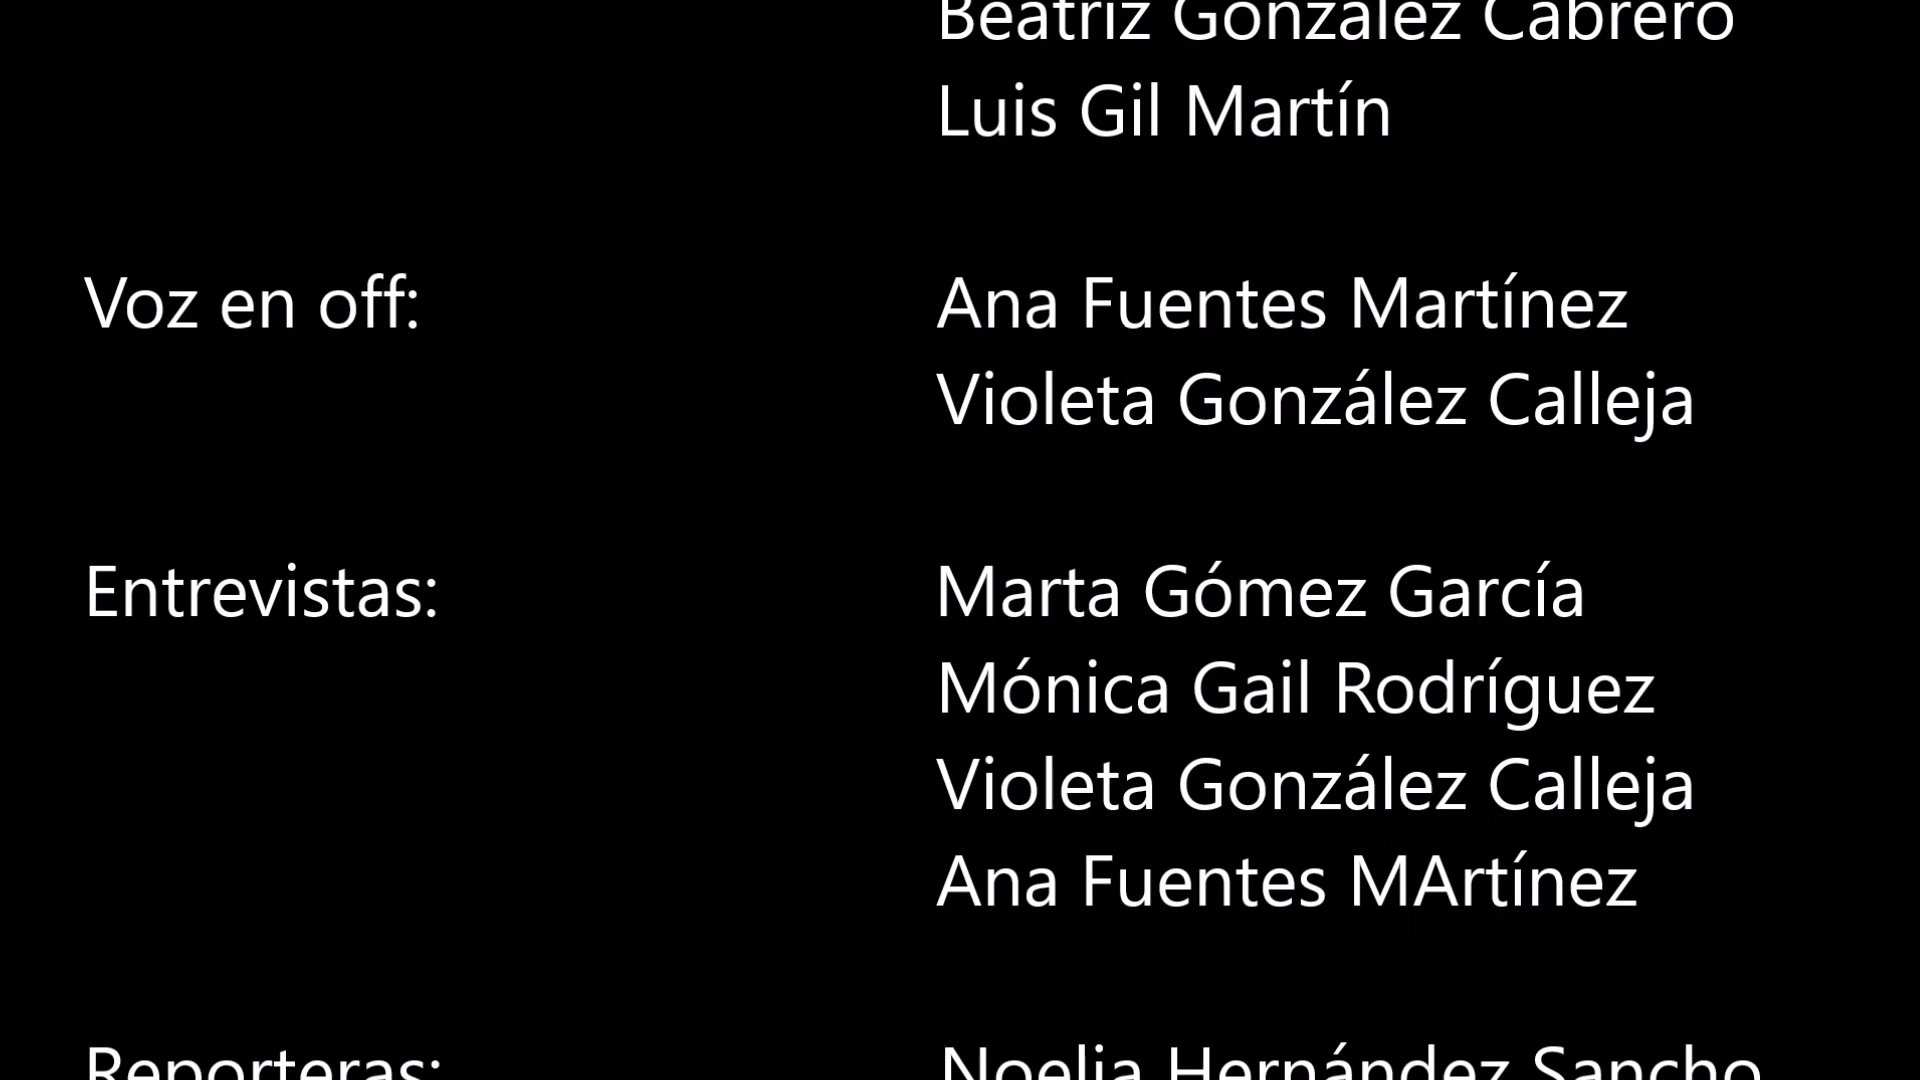 Beatriz González Cabrero
Luis Gil Martín
Voz en off: Ana Fuentes Martínez
Violeta González Calleja
Entrevistas: Marta Gómez García
Mónica Gail Rodríguez
Violeta González Calleja
Ana Fuentes MArtínez
Reporteras: Noelia Hernández Sancho